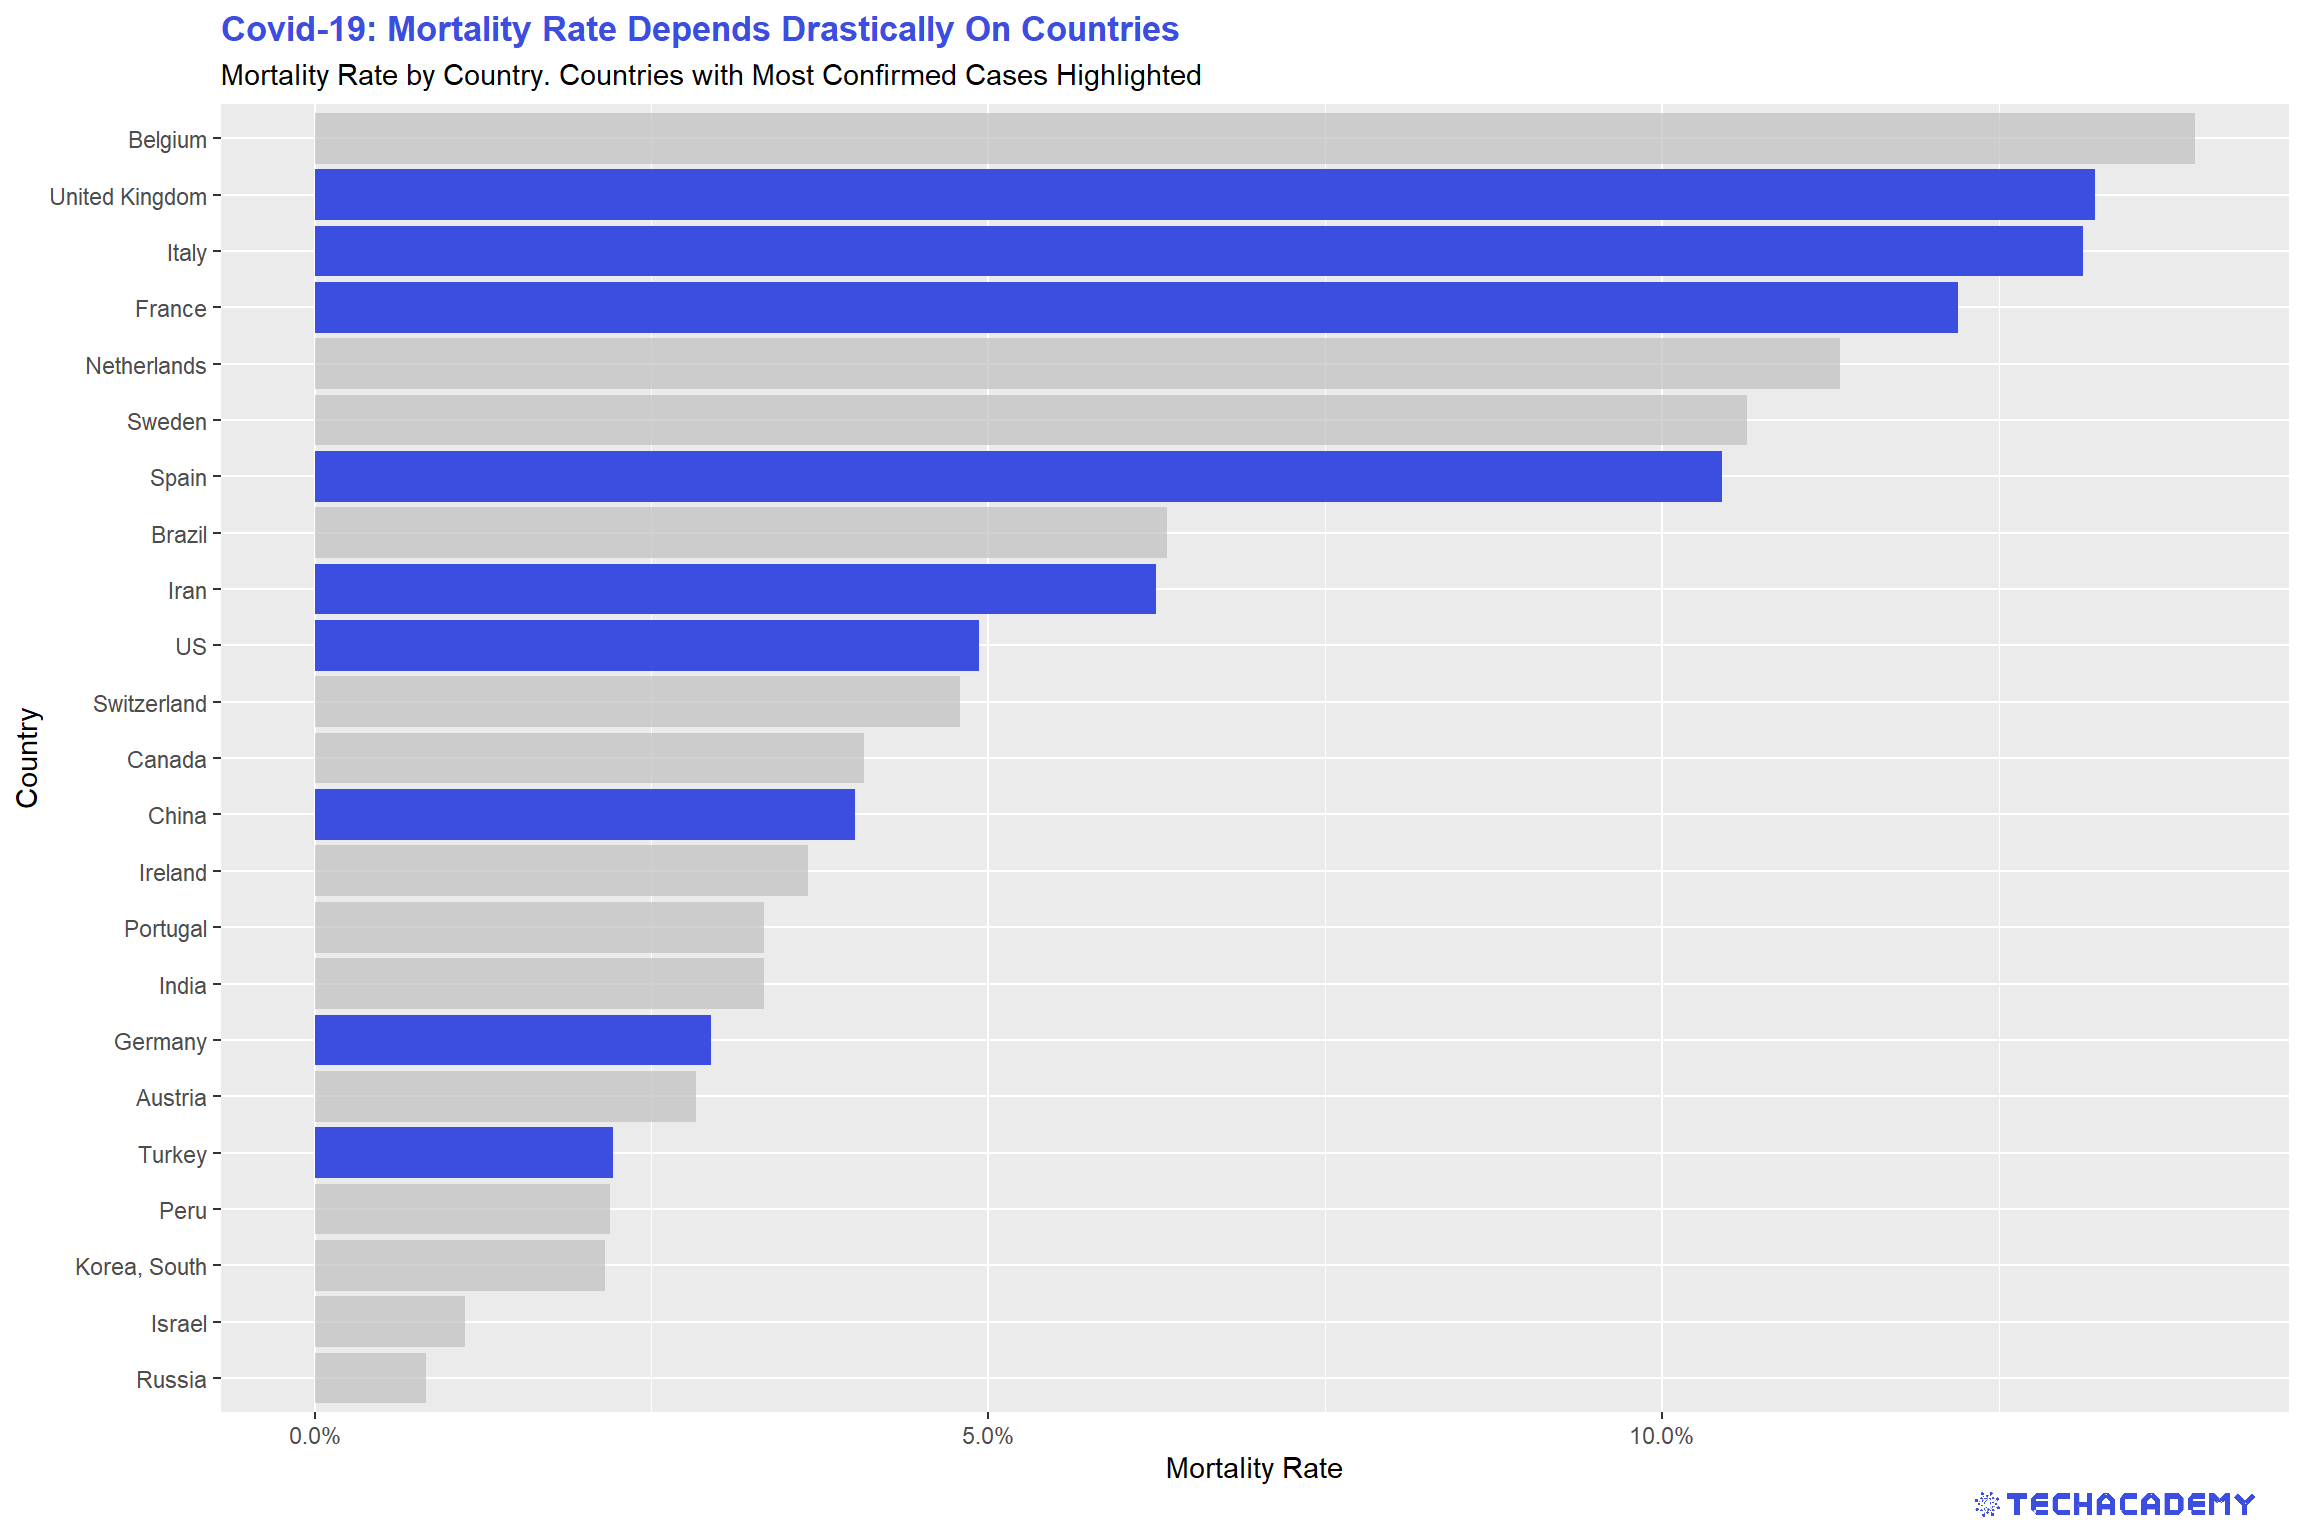 Covid-19: Mortality Rate Depends Drastically On Countries
Mortality Rate by Country. Countries with Most Confirmed Cases Highlighted
Belgium
United Kingdom
Italy
France
Netherlands
Sweden
Spain
Brazil
Iran
US
Switzerland
Canada
China
Ireland
Portugal
India
Germany
Austria
Turkey
Peru
Korea, South
Israel
Russia
Country
0.0% 5.0% 10.0%
Mortality Rate
TECHACADEMY